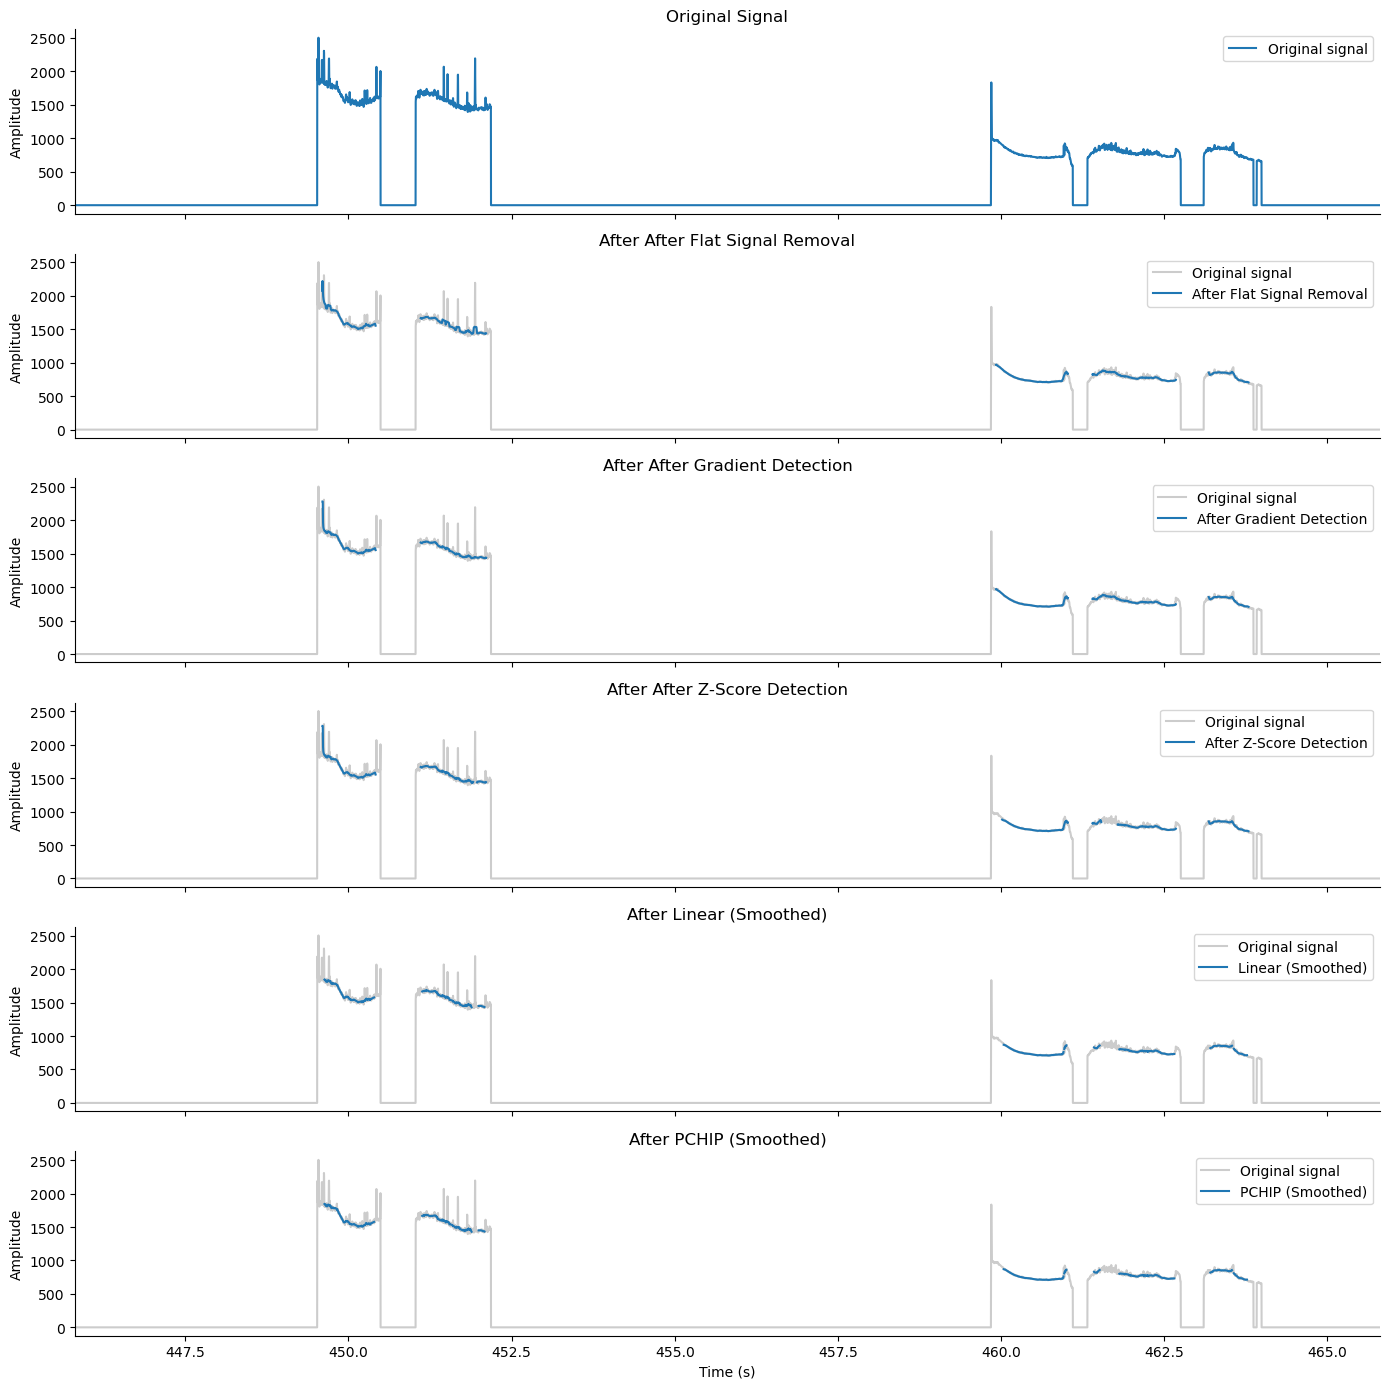 Original Signal
2500
2000
1500
1000
500
0
Amplitude
Original signal
After After Flat Signal Removal
2500
2000
1500
1000
500
0
Amplitude
Original signal
After Flat Signal Removal
After After Gradient Detection
2500
2000
1500
1000
500
0
Amplitude
Original signal
After Gradient Detection
After After Z-Score Detection
2500
2000
1500
1000
500
0
Amplitude
Original signal
After Z-Score Detection
After Linear (Smoothed)
2500
2000
1500
1000
500
0
Amplitude
Original signal
Linear (Smoothed)
After PCHIP (Smoothed)
2500
2000
1500
1000
500
0
Amplitude
Original signal
PCHIP (Smoothed)
447.5 450.0 452.5 455.0 457.5 460.0 462.5 465.0
Time (s)